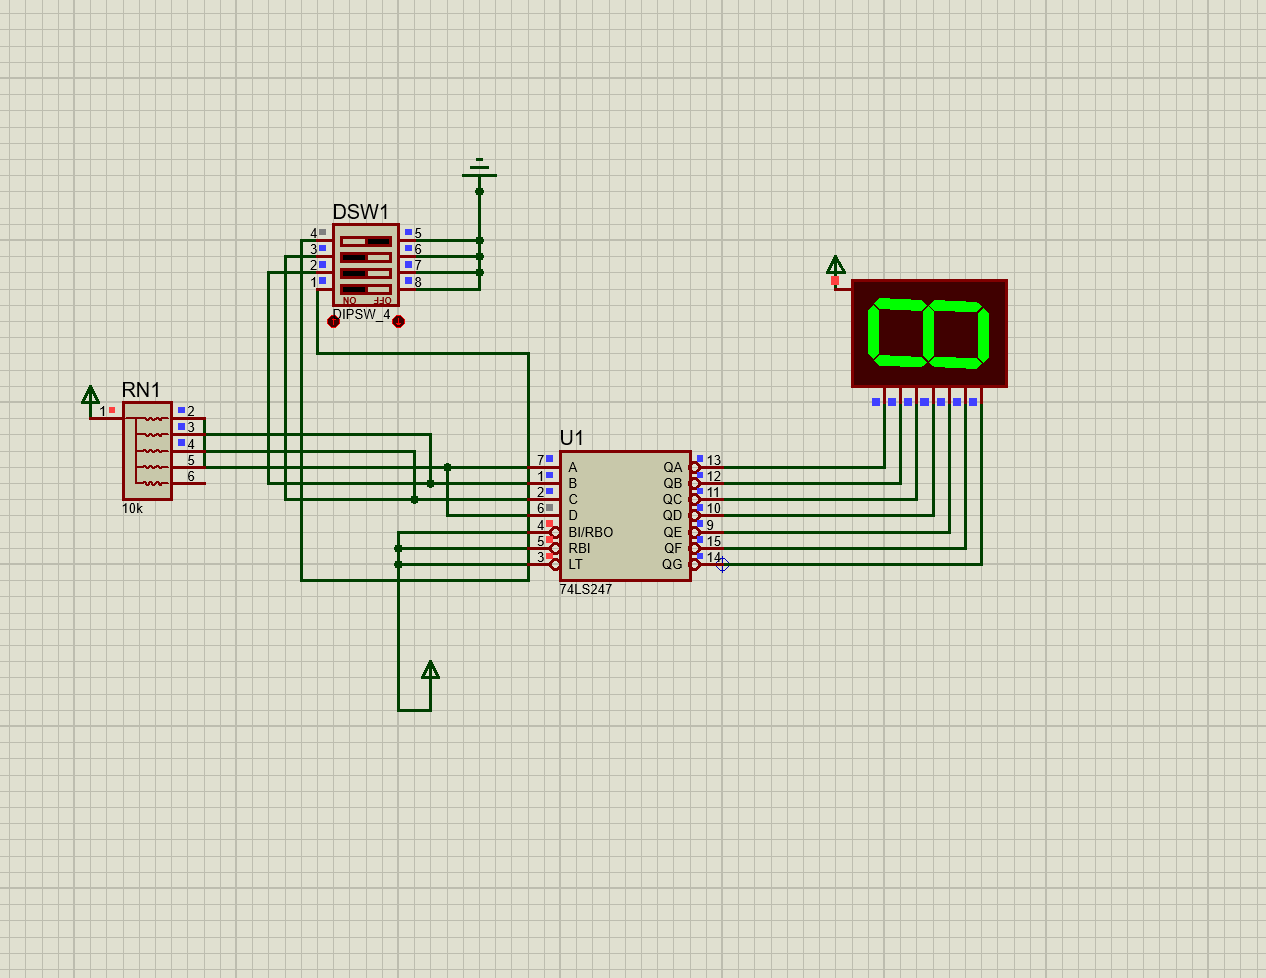 DSW1
4 5
3 6
2 7
1 8
ON OFF
DIPSW_4
RN1
1 2
3
4
5
6
10k
U1
7 A QA 13
1 B QB 12
2 C QC 11
6 D QD 10
4 BI/RBO QE 9
5 RBI QF 15
3 LT QG 14
74LS247